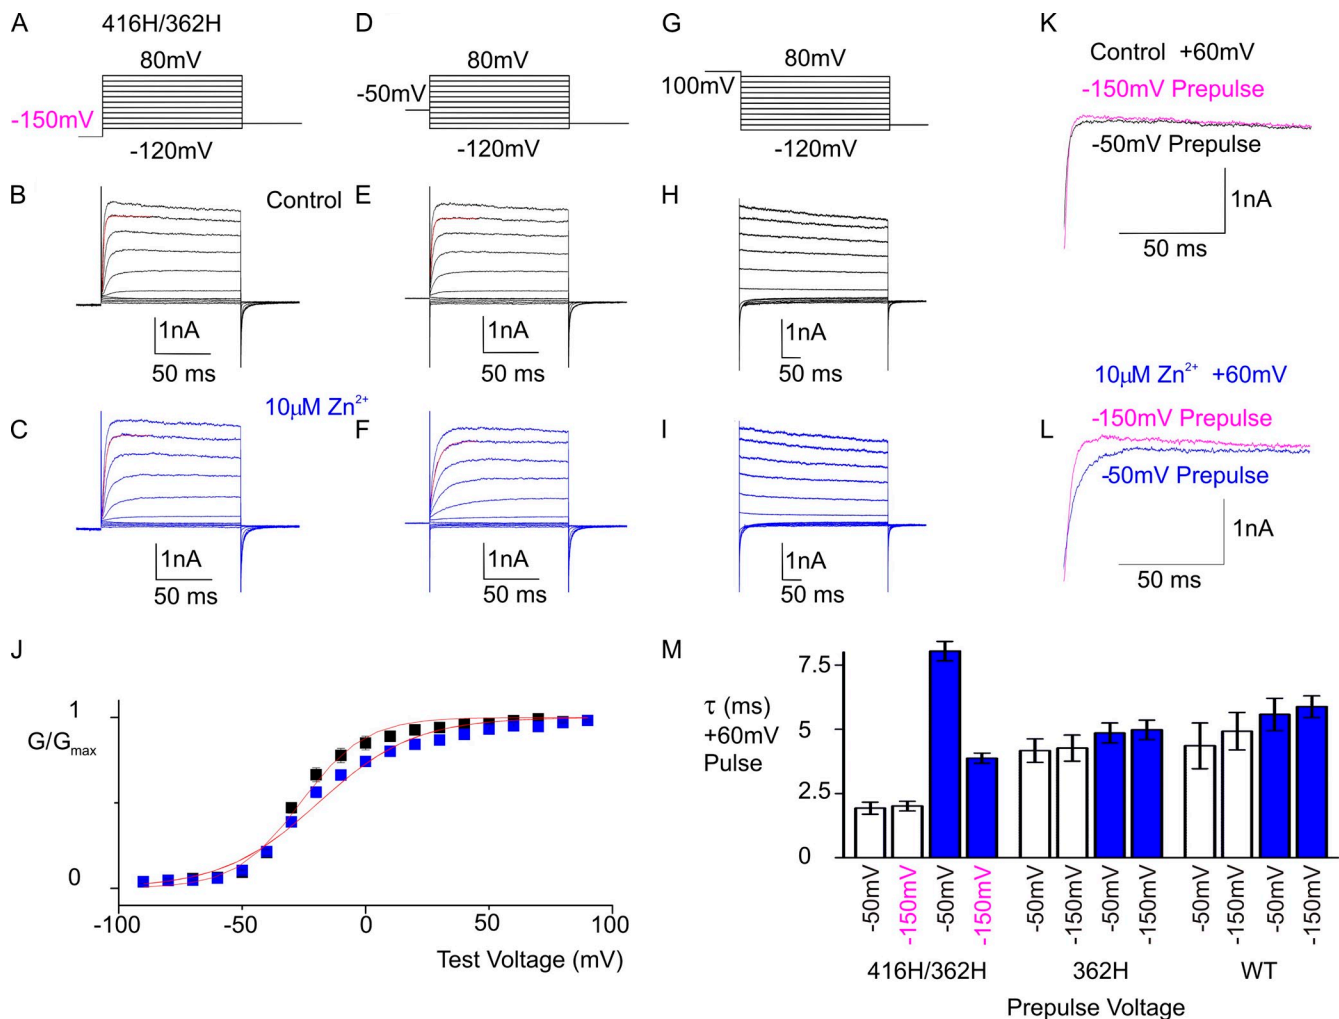 A 416H/362H
80mV
-150mV
-120mV
D
80mV
-50mV
-120mV
G
80mV
100mV
-120mV
K
Control +60mV
-150mV Prepulse
-50mV Prepulse
1nA
50 ms
B
Control
1nA
50 ms
E
1nA
50 ms
H
1nA
50 ms
10µM Zn²⁺
C
1nA
50 ms
F
1nA
50 ms
I
1nA
50 ms
10µM Zn²⁺ +60mV
-150mV Prepulse
L
-50mV Prepulse
1nA
50 ms
J
1
G/Gmax
0
-100 -50 0 50 100
Test Voltage (mV)
M
7.5
τ (ms)
+60mV
Pulse
5
2.5
0
-50mV -150mV -50mV -150mV -50mV -150mV -50mV -150mV -50mV -150mV -50mV -150mV
416H/362H 362H WT
Prepulse Voltage